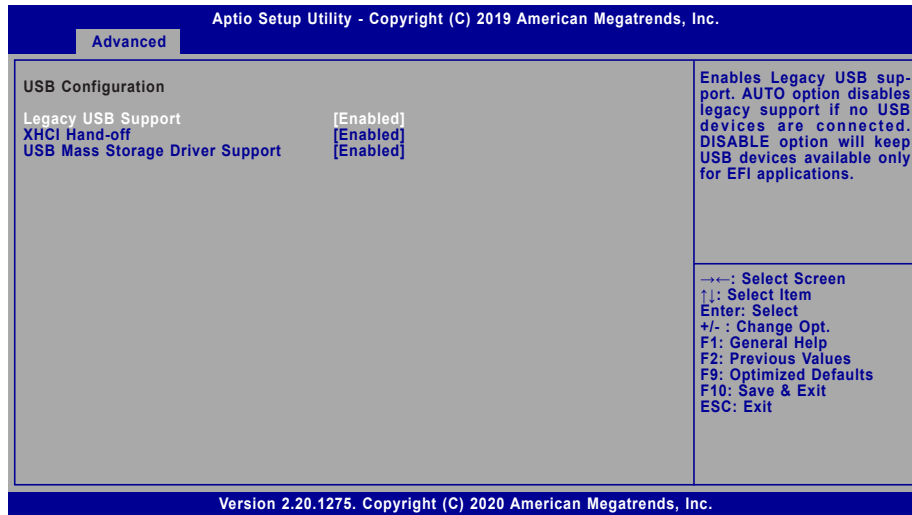 Aptio Setup Utility - Copyright (C) 2019 American Megatrends, Inc.
Advanced
USB Configuration
Legacy USB Support [Enabled]
XHCI Hand-off [Enabled]
USB Mass Storage Driver Support [Enabled]
Enables Legacy USB sup-
port. AUTO option disables
legacy support if no USB
devices are connected.
DISABLE option will keep
USB devices available only
for EFI applications.
→←: Select Screen
↑↓: Select Item
Enter: Select
+/- : Change Opt.
F1: General Help
F2: Previous Values
F9: Optimized Defaults
F10: Save & Exit
ESC: Exit
Version 2.20.1275. Copyright (C) 2020 American Megatrends, Inc.